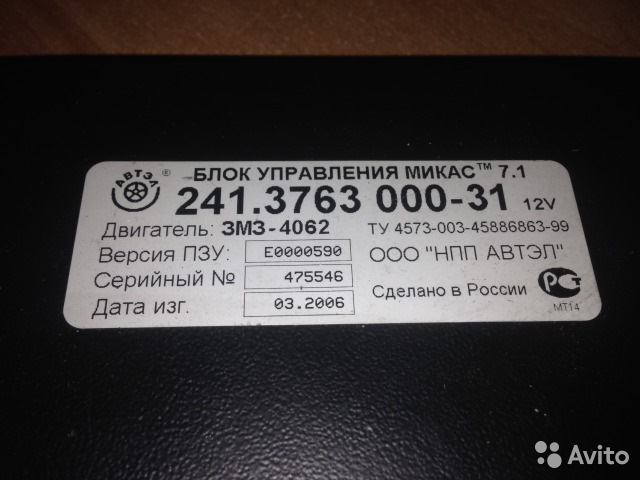 АВТЭЛ ® БЛОК УПРАВЛЕНИЯ МИКАС™ 7.1
241.3763 000-31 12V
Двигатель: ЗМЗ-4062 ТУ 4573-003-45886863-99
Версия ПЗУ: E0000590 ООО "НПП АВТЭЛ"
Серийный № 475546 Сделано в России
Дата изг. 03.2006 РСТ
МТ14
Avito